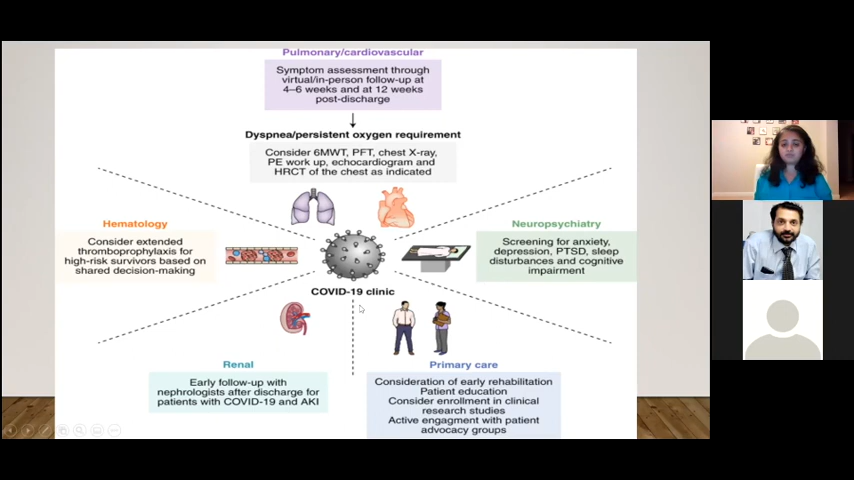 Pulmonary/cardiovascular
Symptom assessment through
virtual/in-person follow-up at
4–6 weeks and at 12 weeks
post-discharge
Dyspnea/persistent oxygen requirement
Consider 6MWT, PFT, chest X-ray,
PE work up, echocardiogram and
HRCT of the chest as indicated
Hematology
Consider extended
thromboprophylaxis for
high-risk survivors based on
shared decision-making
Neuropsychiatry
Screening for anxiety,
depression, PTSD, sleep
disturbances and cognitive
impairment
COVID-19 clinic
Renal
Early follow-up with
nephrologists after discharge for
patients with COVID-19 and AKI
Primary care
Consideration of early rehabilitation
Patient education
Consider enrollment in clinical
research studies
Active engagment with patient
advocacy groups